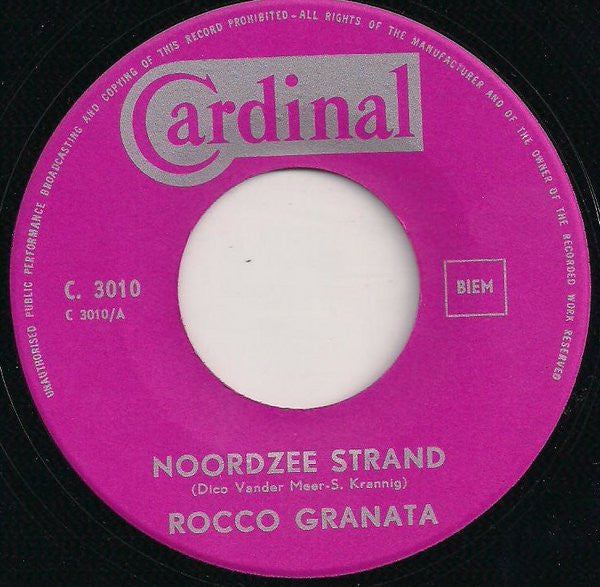 UNAUTHORISED PUBLIC PERFORMANCE BROADCASTING AND COPYING OF THIS RECORD PROHIBITED-ALL RIGHTS OF THE MANUFACTURER AND OF THE OWNER OF THE RECORDED WORK RESERVED
Cardinal
C. 3010
C 3010/A
BIEM
NOORDZEE STRAND
(Dico Vander Meer-S. Krannig)
ROCCO GRANATA